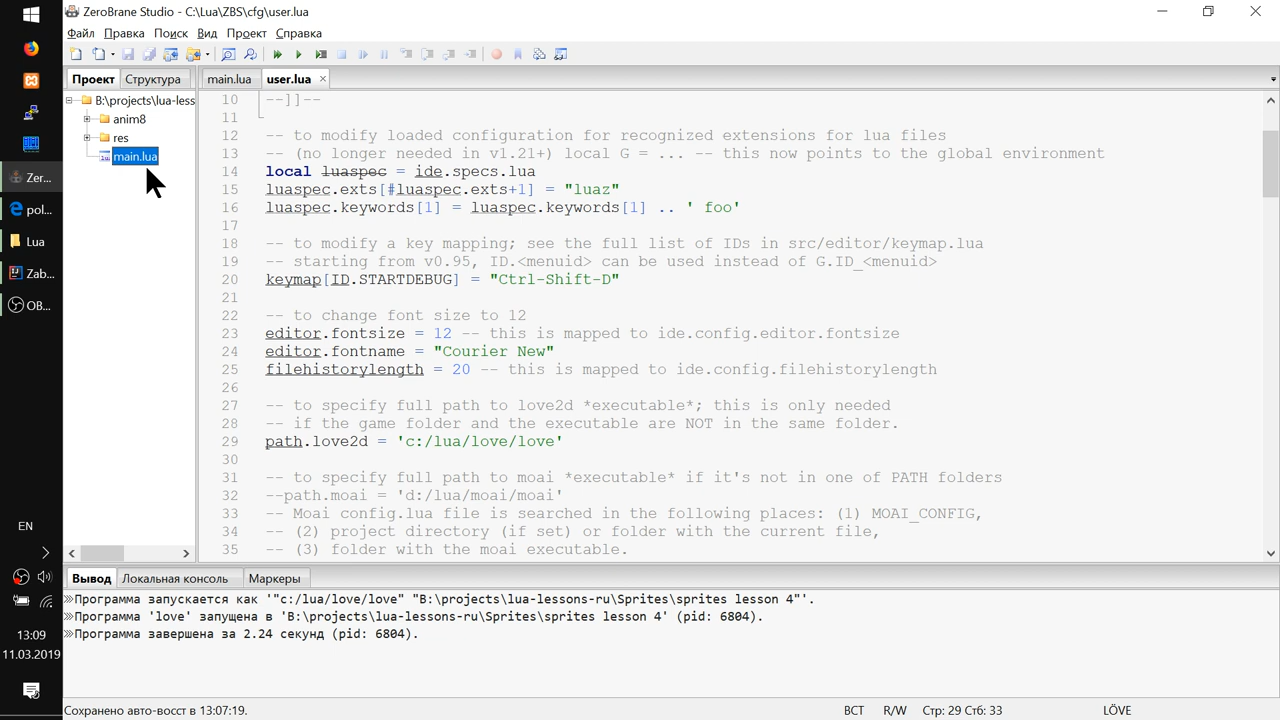 ZeroBrane Studio - C:\Lua\ZBS\cfg\user.lua
Файл Правка Поиск Вид Проект Справка
Проект Структура
main.lua user.lua
B:\projects\lua-less
anim8
res
main.lua
10 --]]--
11
12 -- to modify loaded configuration for recognized extensions for lua files
13 -- (no longer needed in v1.21+) local G = ... -- this now points to the global environment
14 local luaspec = ide.specs.lua
15 luaspec.exts[#luaspec.exts+1] = "luaz"
16 luaspec.keywords[1] = luaspec.keywords[1] .. ' foo'
17
18 -- to modify a key mapping; see the full list of IDs in src/editor/keymap.lua
19 -- starting from v0.95, ID.<menuid> can be used instead of G.ID_<menuid>
20 keymap[ID.STARTDEBUG] = "Ctrl-Shift-D"
21
22 -- to change font size to 12
23 editor.fontsize = 12 -- this is mapped to ide.config.editor.fontsize
24 editor.fontname = "Courier New"
25 filehistorylength = 20 -- this is mapped to ide.config.filehistorylength
26
27 -- to specify full path to love2d *executable*; this is only needed
28 -- if the game folder and the executable are NOT in the same folder.
29 path.love2d = 'c:/lua/love/love'
30
31 -- to specify full path to moai *executable* if it's not in one of PATH folders
32 --path.moai = 'd:/lua/moai/moai'
33 -- Moai config.lua file is searched in the following places: (1) MOAI_CONFIG,
34 -- (2) project directory (if set) or folder with the current file,
35 -- (3) folder with the moai executable.
Вывод Локальная консоль Маркеры
Программа запускается как '"c:/lua/love/love" "B:\projects\lua-lessons-ru\Sprites\sprites lesson 4"'.
Программа 'love' запущена в 'B:\projects\lua-lessons-ru\Sprites\sprites lesson 4' (pid: 6804).
Программа завершена за 2.24 секунд (pid: 6804).
Сохранено авто-восст в 13:07:19. ВСТ R/W Стр: 29 Стб: 33 LÖVE
Zer...
pol...
Lua
Zab...
OB...
EN
13:09
11.03.2019